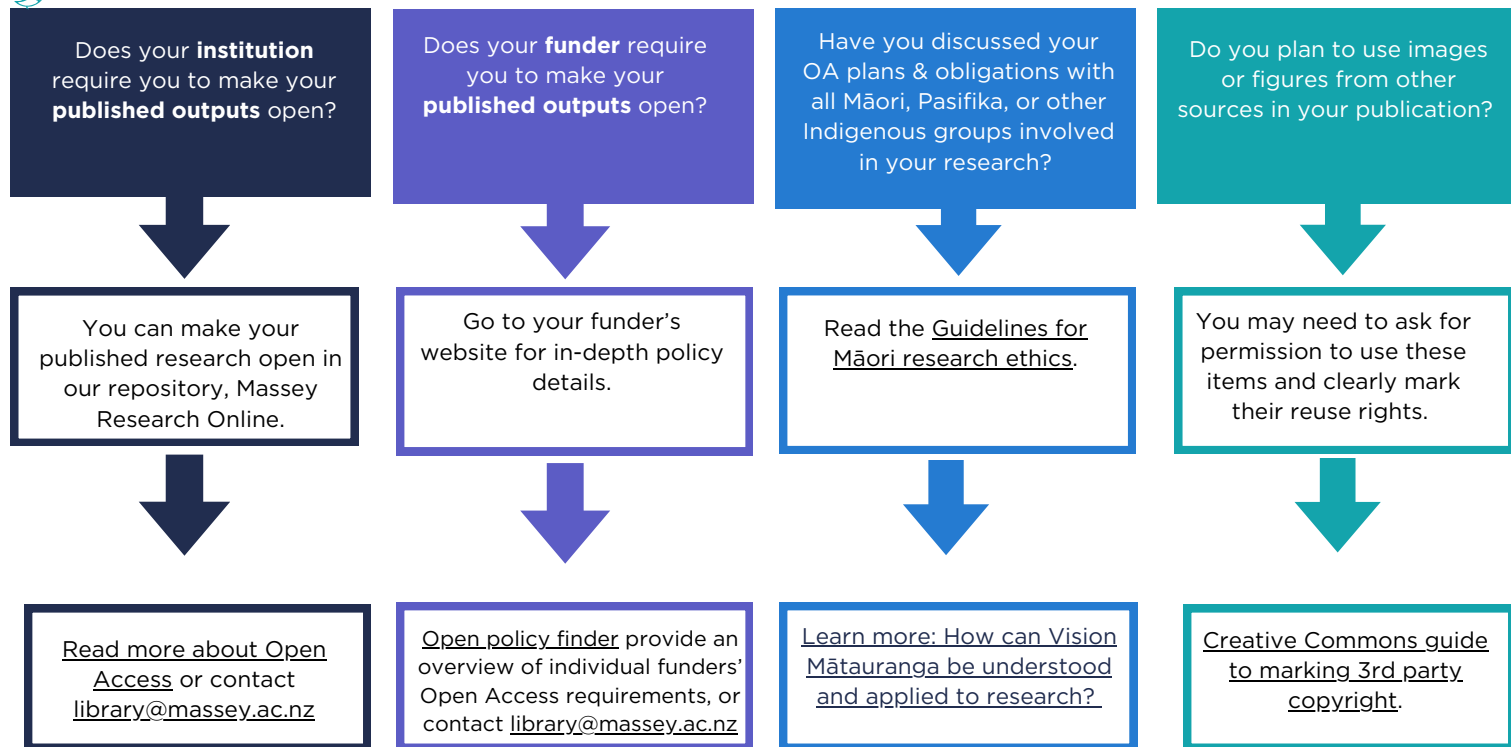 Does your institution
require you to make your
published outputs open?
Does your funder require
you to make your
published outputs open?
Have you discussed your
OA plans & obligations with
all Māori, Pasifika, or other
Indigenous groups involved
in your research?
Do you plan to use images
or figures from other
sources in your publication?
You can make your
published research open in
our repository, Massey
Research Online.
Go to your funder's
website for in-depth policy
details.
Read the Guidelines for
Māori research ethics.
You may need to ask for
permission to use these
items and clearly mark
their reuse rights.
Read more about Open
Access or contact
library@massey.ac.nz
Open policy finder provide an
overview of individual funders'
Open Access requirements, or
contact library@massey.ac.nz
Learn more: How can Vision
Mātauranga be understood
and applied to research?
Creative Commons guide
to marking 3rd party
copyright.